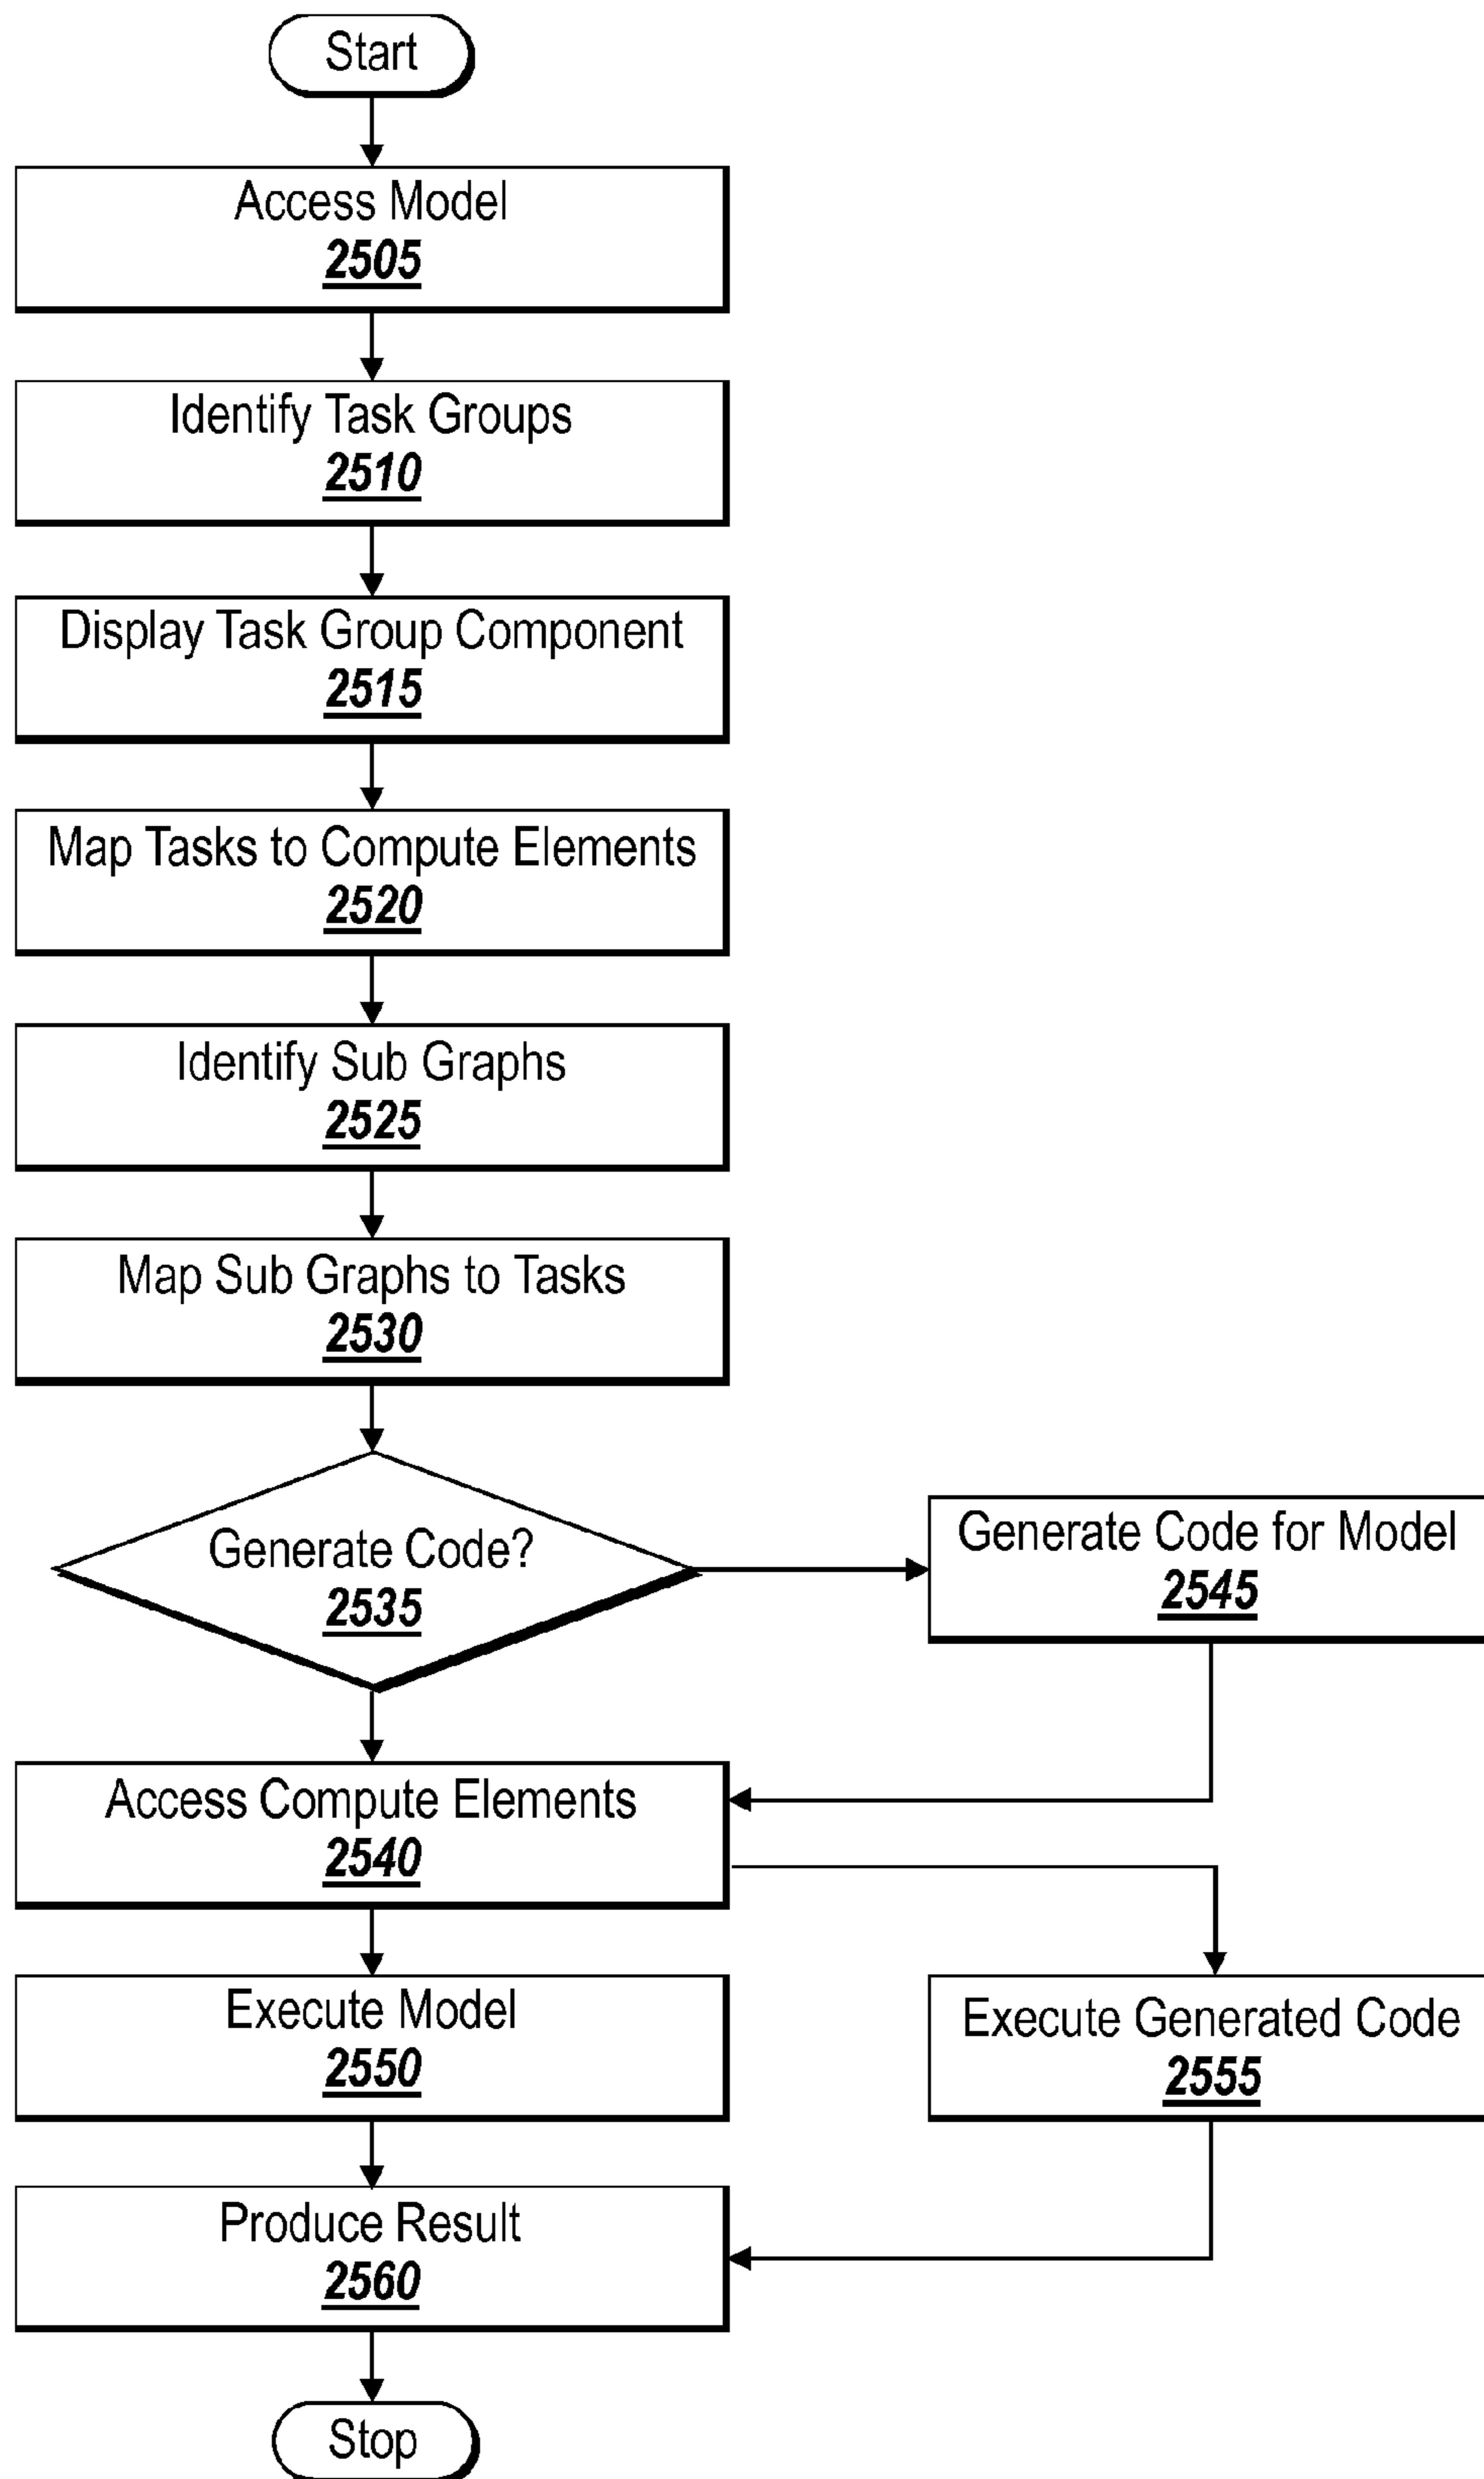 Start
Access Model
2505
Identify Task Groups
2510
Display Task Group Component
2515
Map Tasks to Compute Elements
2520
Identify Sub Graphs
2525
Map Sub Graphs to Tasks
2530
Generate Code?
2535
Generate Code for Model
2545
Access Compute Elements
2540
Execute Model
2550
Execute Generated Code
2555
Produce Result
2560
Stop